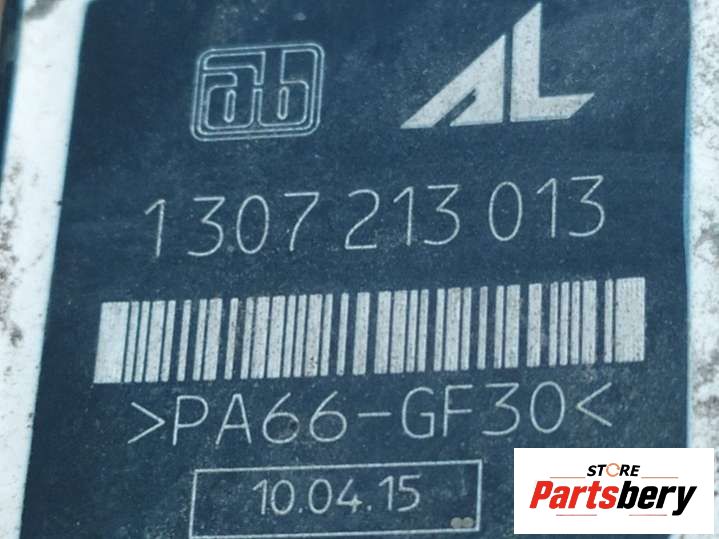 ab AL
1 307 213 013
>PA66-GF30<
10.04.15
STORE
Partsbery